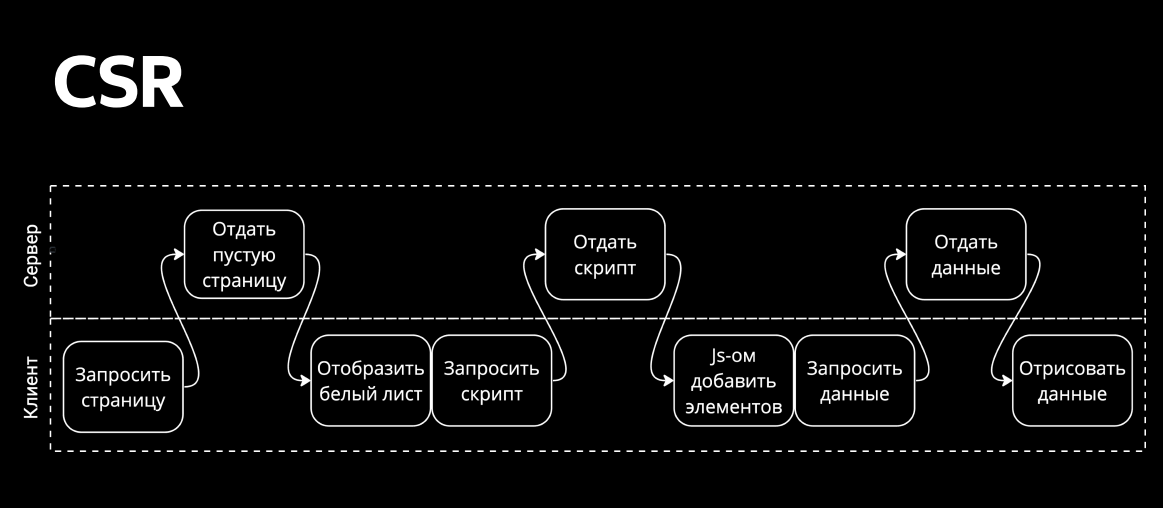 CSR
Сервер
Отдать
пустую
страницу
Отдать
скрипт
Отдать
данные
Клиент
Запросить
страницу
Отобразить
белый лист
Запросить
скрипт
Js-ом
добавить
элементов
Запросить
данные
Отрисовать
данные